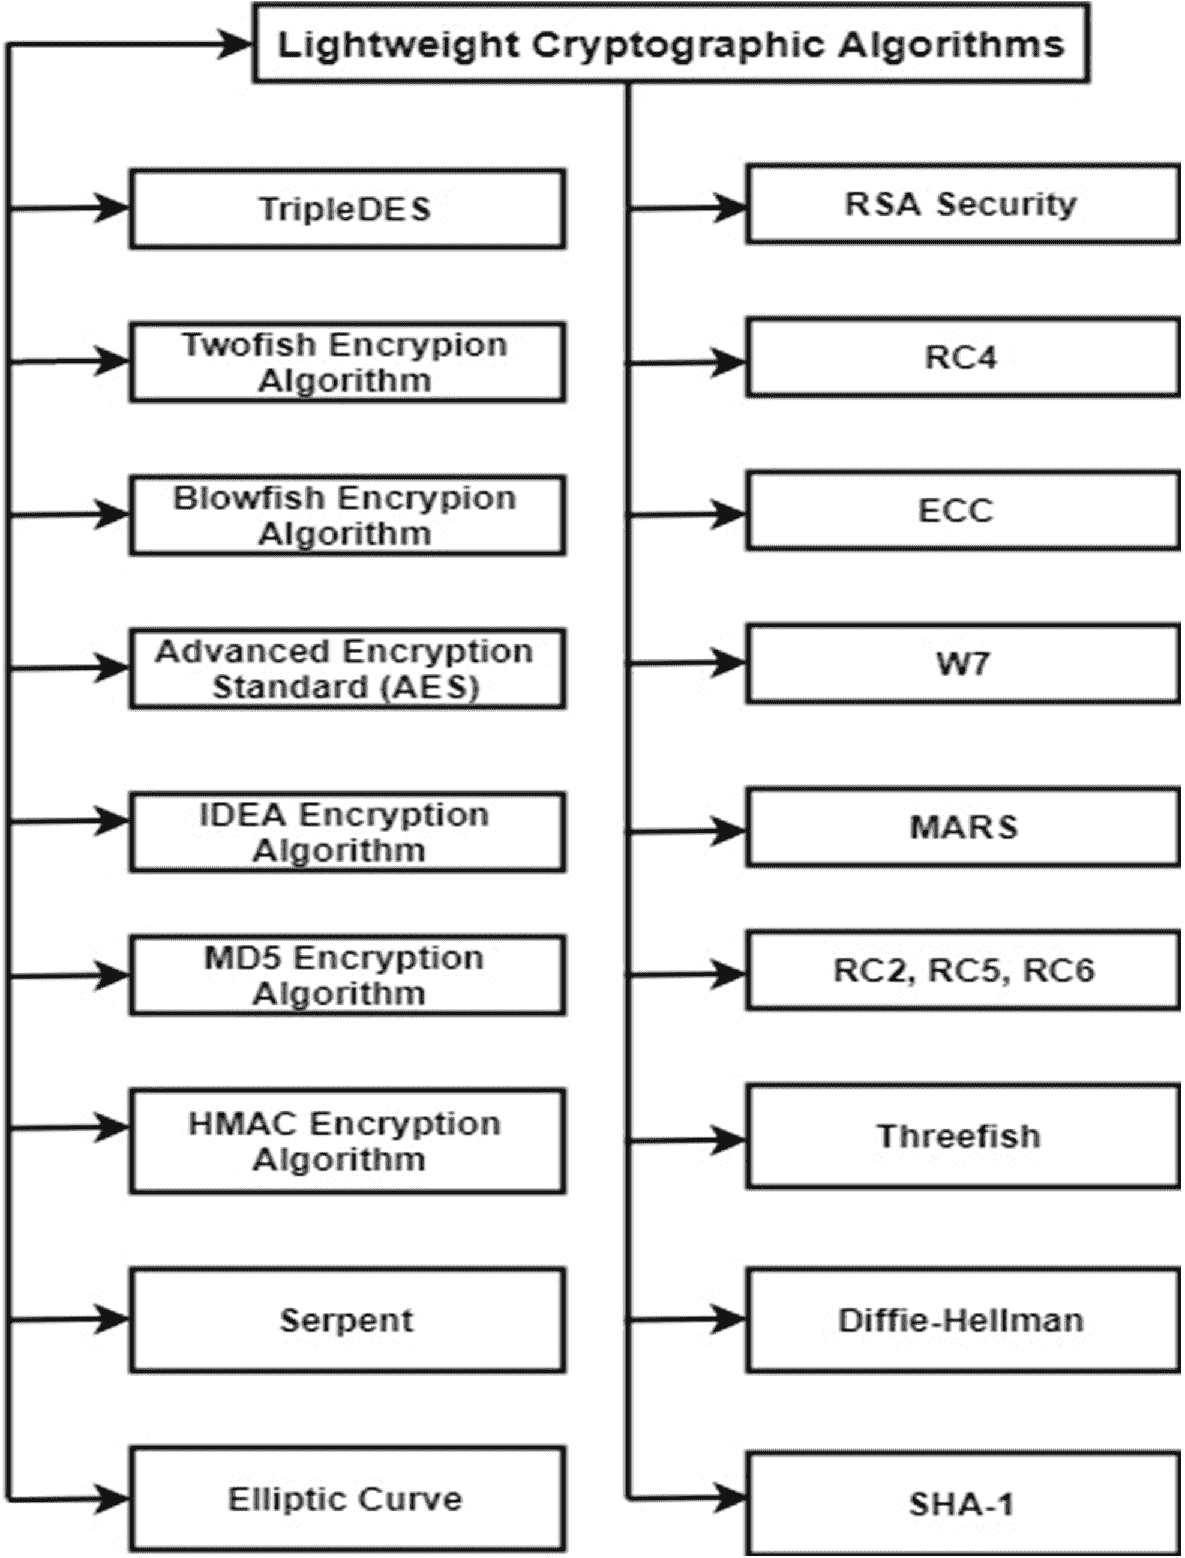 Lightweight Cryptographic Algorithms
TripleDES
Twofish Encrypion
Algorithm
Blowfish Encrypion
Algorithm
Advanced Encryption
Standard (AES)
IDEA Encryption
Algorithm
MD5 Encryption
Algorithm
HMAC Encryption
Algorithm
Serpent
Elliptic Curve
RSA Security
RC4
ECC
W7
MARS
RC2, RC5, RC6
Threefish
Diffie-Hellman
SHA-1